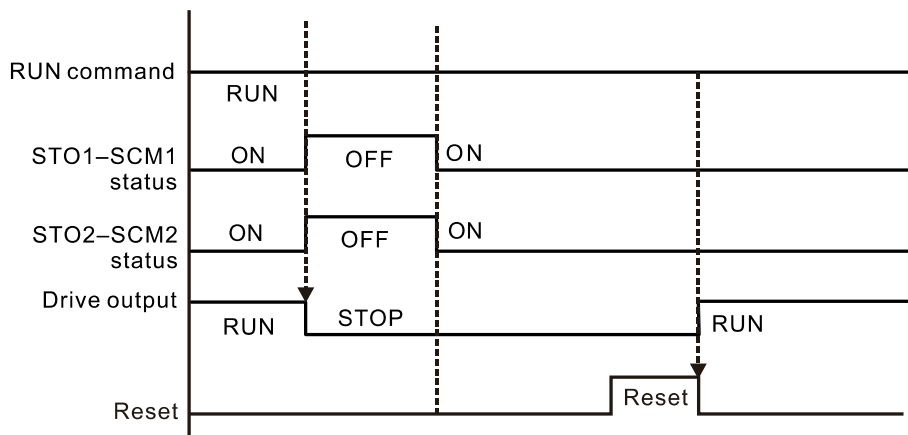 RUN command
RUN
STO1–SCM1
status
ON
OFF
ON
STO2–SCM2
status
ON
OFF
ON
Drive output
RUN
STOP
RUN
Reset
Reset